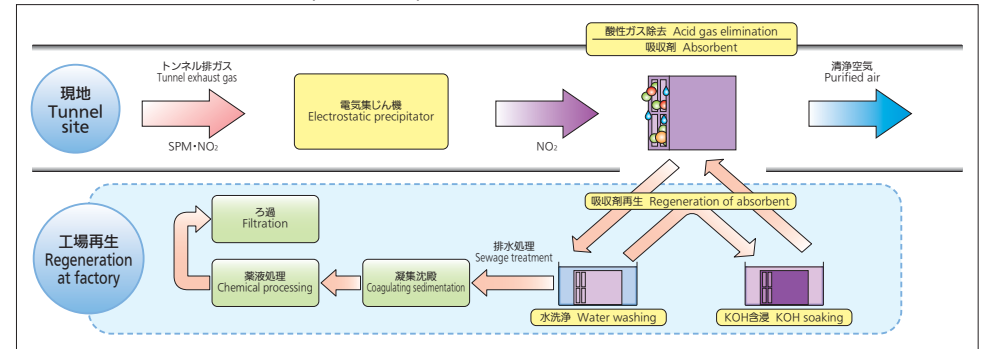 酸性ガス除去 Acid gas elimination
吸収剤 Absorbent
現地
Tunnel
site
トンネル排ガス
Tunnel exhaust gas
SPM・NO₂
電気集じん機
Electrostatic precipitator
NO₂
清浄空気
Purified air
工場再生
Regeneration
at factory
吸収剤再生 Regeneration of absorbent
ろ過
Filtration
薬液処理
Chemical processing
凝集沈殿
Coagulating sedimentation
排水処理
Sewage treatment
水洗浄 Water washing
KOH含浸 KOH soaking